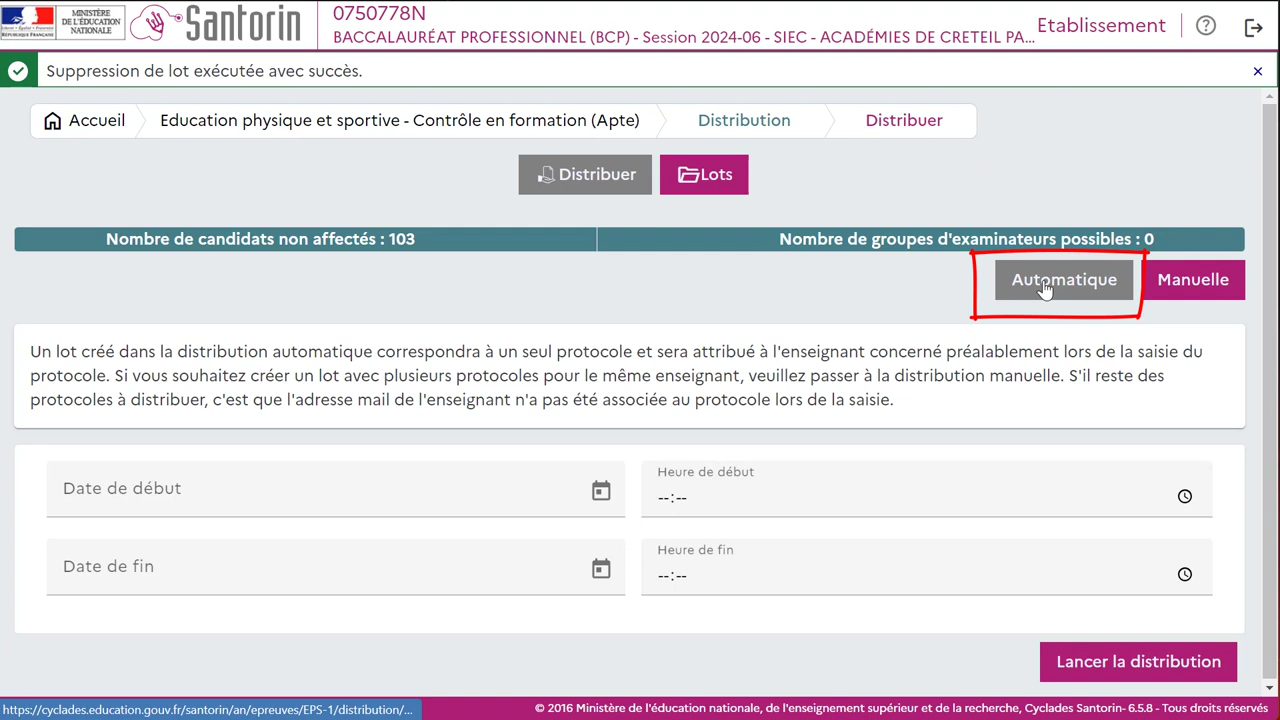 MINISTÈRE
DE L'ÉDUCATION
NATIONALE
Santorin
0750778N
BACCALAURÉAT PROFESSIONNEL (BCP) - Session 2024-06 - SIEC - ACADÉMIES DE CRETEIL PA...
Etablissement
Suppression de lot exécutée avec succès.
Accueil
Education physique et sportive - Contrôle en formation (Apte)
Distribution
Distribuer
Distribuer
Lots
Nombre de candidats non affectés : 103
Nombre de groupes d'examinateurs possibles : 0
Automatique
Manuelle
Un lot créé dans la distribution automatique correspondra à un seul protocole et sera attribué à l'enseignant concerné préalablement lors de la saisie du
protocole. Si vous souhaitez créer un lot avec plusieurs protocoles pour le même enseignant, veuillez passer à la distribution manuelle. S'il reste des
protocoles à distribuer, c'est que l'adresse mail de l'enseignant n'a pas été associée au protocole lors de la saisie.
Date de début
Heure de début
--:--
Date de fin
Heure de fin
--:--
Lancer la distribution
https://cyclades.education.gouv.fr/santorin/an/epreuves/EPS-1/distribution/...
© 2016 Ministère de l'éducation nationale, de l'enseignement supérieur et de la recherche, Cyclades Santorin- 6.5.8 - Tous droits réservés